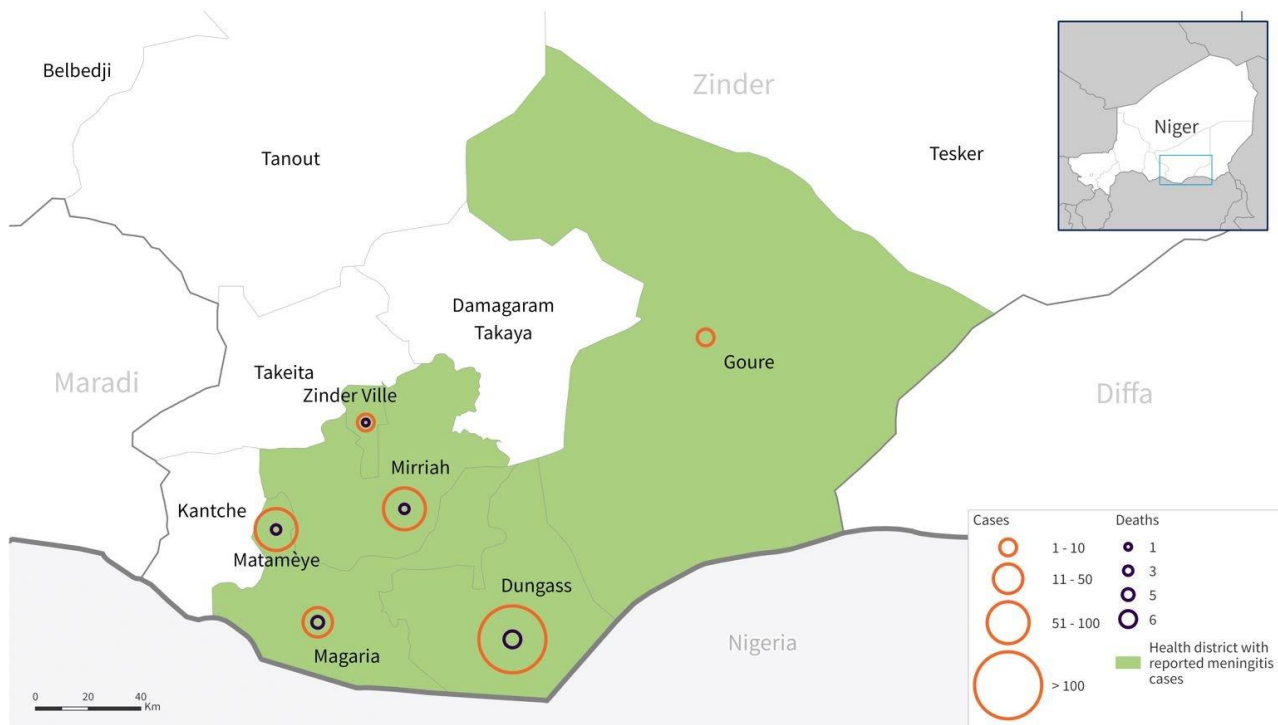 Belbedji
Zinder
Niger
Tanout
Tesker
Damagaram
Takaya
Goure
Maradi
Takeita
Diffa
Zinder Ville
Mirriah
Kantche
Matamèye
Dungass
Magaria
Nigeria
0 20 40
Km
Cases
1 - 10
11 - 50
51 - 100
> 100
Deaths
1
3
5
6
Health district with
reported meningitis
cases